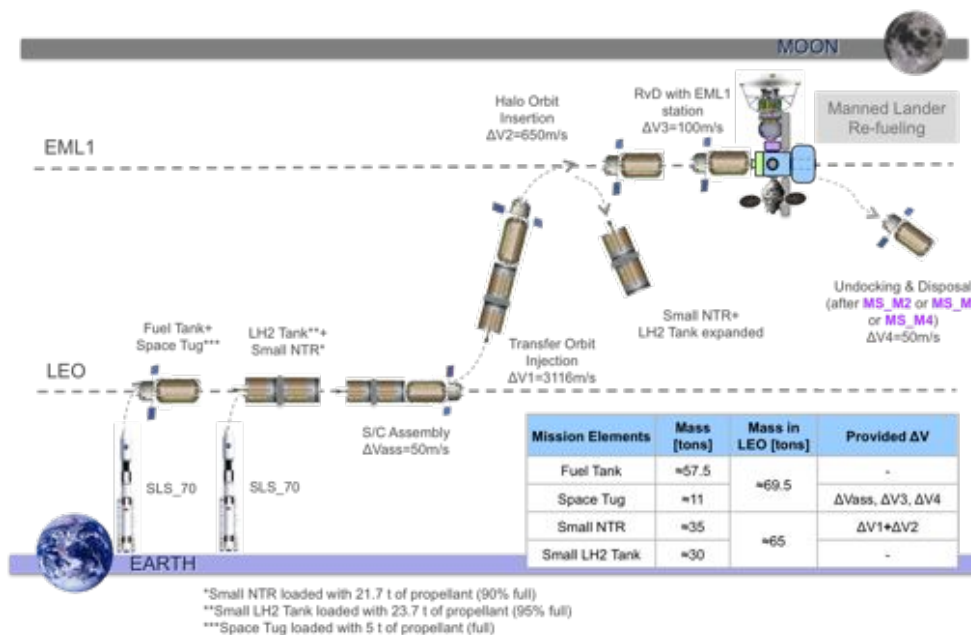 MOON
Halo Orbit
Insertion
ΔV2=650m/s
RvD with EML1
station
ΔV3=100m/s
Manned Lander
Re-fueling
EML1
Undocking & Disposal
(after MS_M2 or MS_M
or MS_M4)
ΔV4=50m/s
Small NTR+
LH2 Tank expanded
Transfer Orbit
Injection
ΔV1=3116m/s
Fuel Tank+
Space Tug***
LH2 Tank**+
Small NTR*
LEO
S/C Assembly
ΔVass=50m/s
SLS_70
SLS_70
Mission Elements Mass [tons] Mass in LEO [tons] Provided ΔV
Fuel Tank ≈57.5 ≈69.5 -
Space Tug ≈11 ΔVass, ΔV3, ΔV4
Small NTR ≈35 ≈65 ΔV1+ΔV2
Small LH2 Tank ≈30 -
EARTH
*Small NTR loaded with 21.7 t of propellant (90% full)
**Small LH2 Tank loaded with 23.7 t of propellant (95% full)
***Space Tug loaded with 5 t of propellant (full)